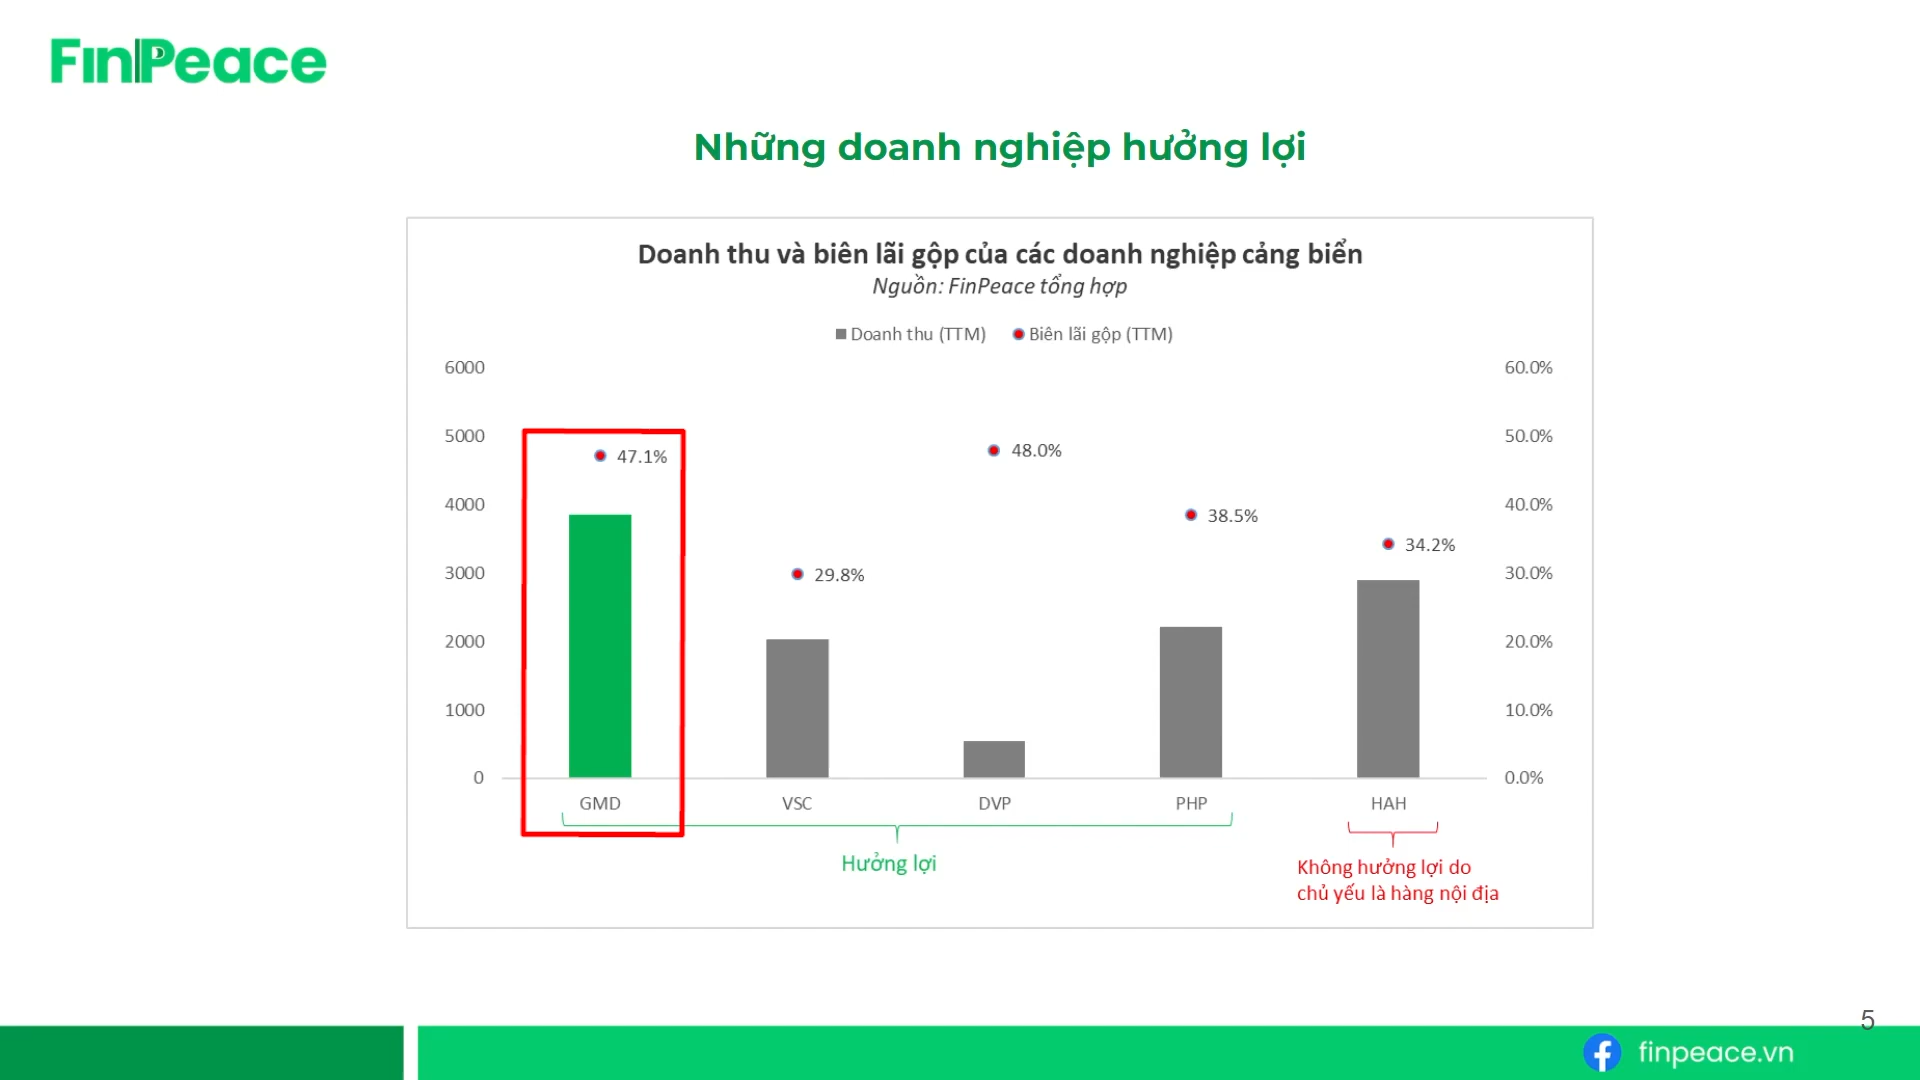 FinPeace
Những doanh nghiệp hưởng lợi
Doanh thu và biên lãi gộp của các doanh nghiệp cảng biển
Nguồn: FinPeace tổng hợp
Doanh thu (TTM) Biên lãi gộp (TTM)
6000 60.0%
5000 50.0%
47.1% 48.0%
4000 40.0%
38.5%
34.2%
3000 29.8% 30.0%
2000 20.0%
1000 10.0%
0 0.0%
GMD VSC DVP PHP HAH
Hưởng lợi
Không hưởng lợi do
chủ yếu là hàng nội địa
5
finpeace.vn